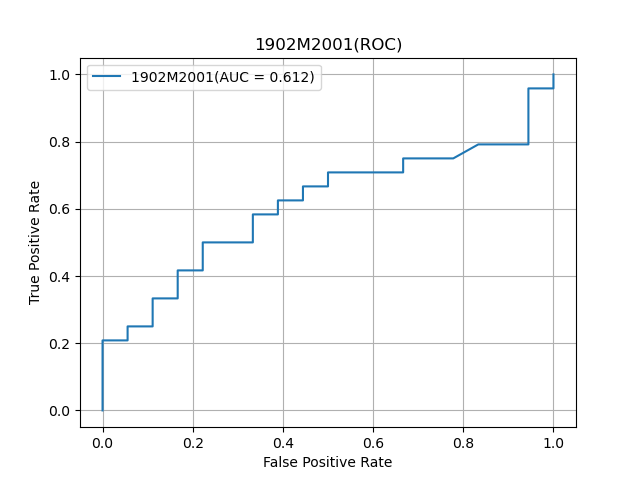 1902M2001(ROC)
1902M2001(AUC = 0.612)
True Positive Rate
1.0
0.8
0.6
0.4
0.2
0.0
0.0 0.2 0.4 0.6 0.8 1.0
False Positive Rate